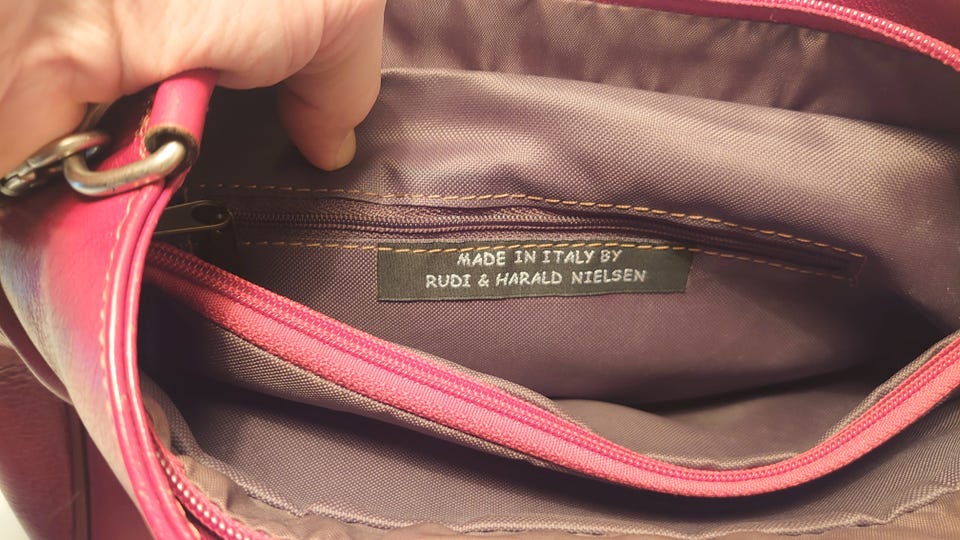 MADE IN ITALY BY
RUDI & HARALD NIELSEN